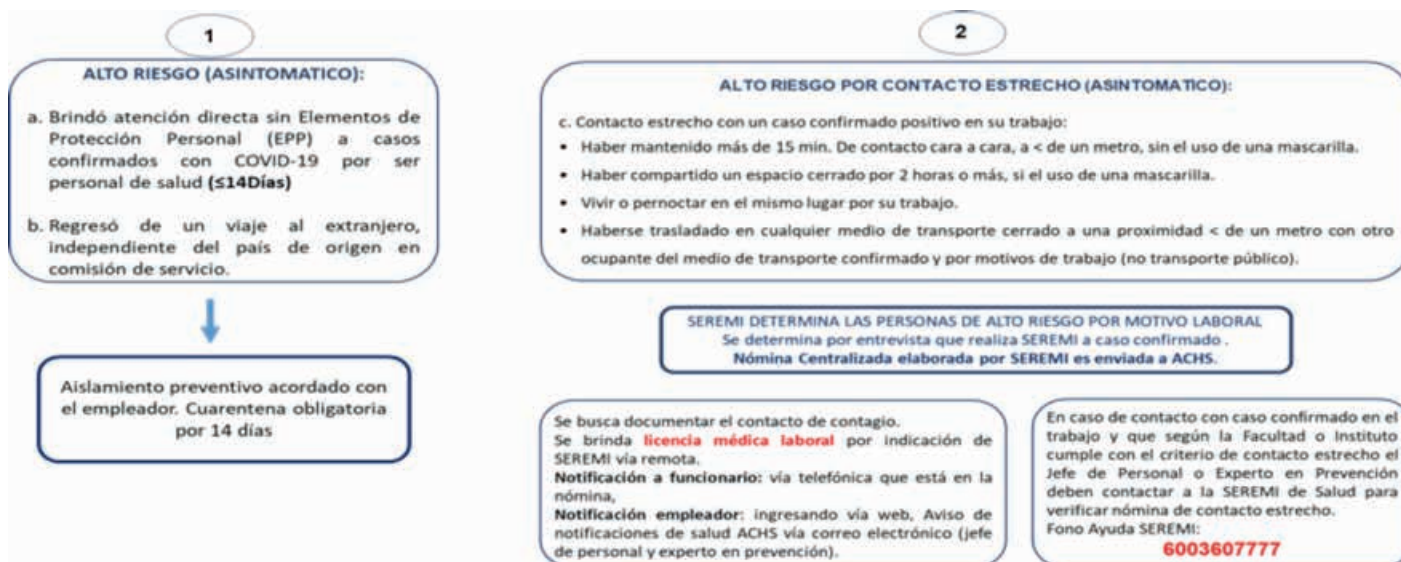 1
ALTO RIESGO (ASINTOMATICO):
a. Brindó atención directa sin Elementos de
Protección Personal (EPP) a casos
confirmados con COVID-19 por ser
personal de salud (≤14Días)
b. Regresó de un viaje al extranjero,
independiente del país de origen en
comisión de servicio.
Aislamiento preventivo acordado con
el empleador. Cuarentena obligatoria
por 14 días
2
ALTO RIESGO POR CONTACTO ESTRECHO (ASINTOMATICO):
c. Contacto estrecho con un caso confirmado positivo en su trabajo:
• Haber mantenido más de 15 min. De contacto cara a cara, a < de un metro, sin el uso de una mascarilla.
• Haber compartido un espacio cerrado por 2 horas o más, si el uso de una mascarilla.
• Vivir o pernoctar en el mismo lugar por su trabajo.
• Haberse trasladado en cualquier medio de transporte cerrado a una proximidad < de un metro con otro
ocupante del medio de transporte confirmado y por motivos de trabajo (no transporte público).
SEREMI DETERMINA LAS PERSONAS DE ALTO RIESGO POR MOTIVO LABORAL
Se determina por entrevista que realiza SEREMI a caso confirmado .
Nómina Centralizada elaborada por SEREMI es enviada a ACHS.
Se busca documentar el contacto de contagio.
Se brinda licencia médica laboral por indicación de
SEREMI vía remota.
Notificación a funcionario: vía telefónica que está en la
nómina,
Notificación empleador: ingresando vía web, Aviso de
notificaciones de salud ACHS vía correo electrónico (jefe
de personal y experto en prevención).
En caso de contacto con caso confirmado en el
trabajo y que según la Facultad o Instituto
cumple con el criterio de contacto estrecho el
Jefe de Personal o Experto en Prevención
deben contactar a la SEREMI de Salud para
verificar nómina de contacto estrecho.
Fono Ayuda SEREMI:
6003607777